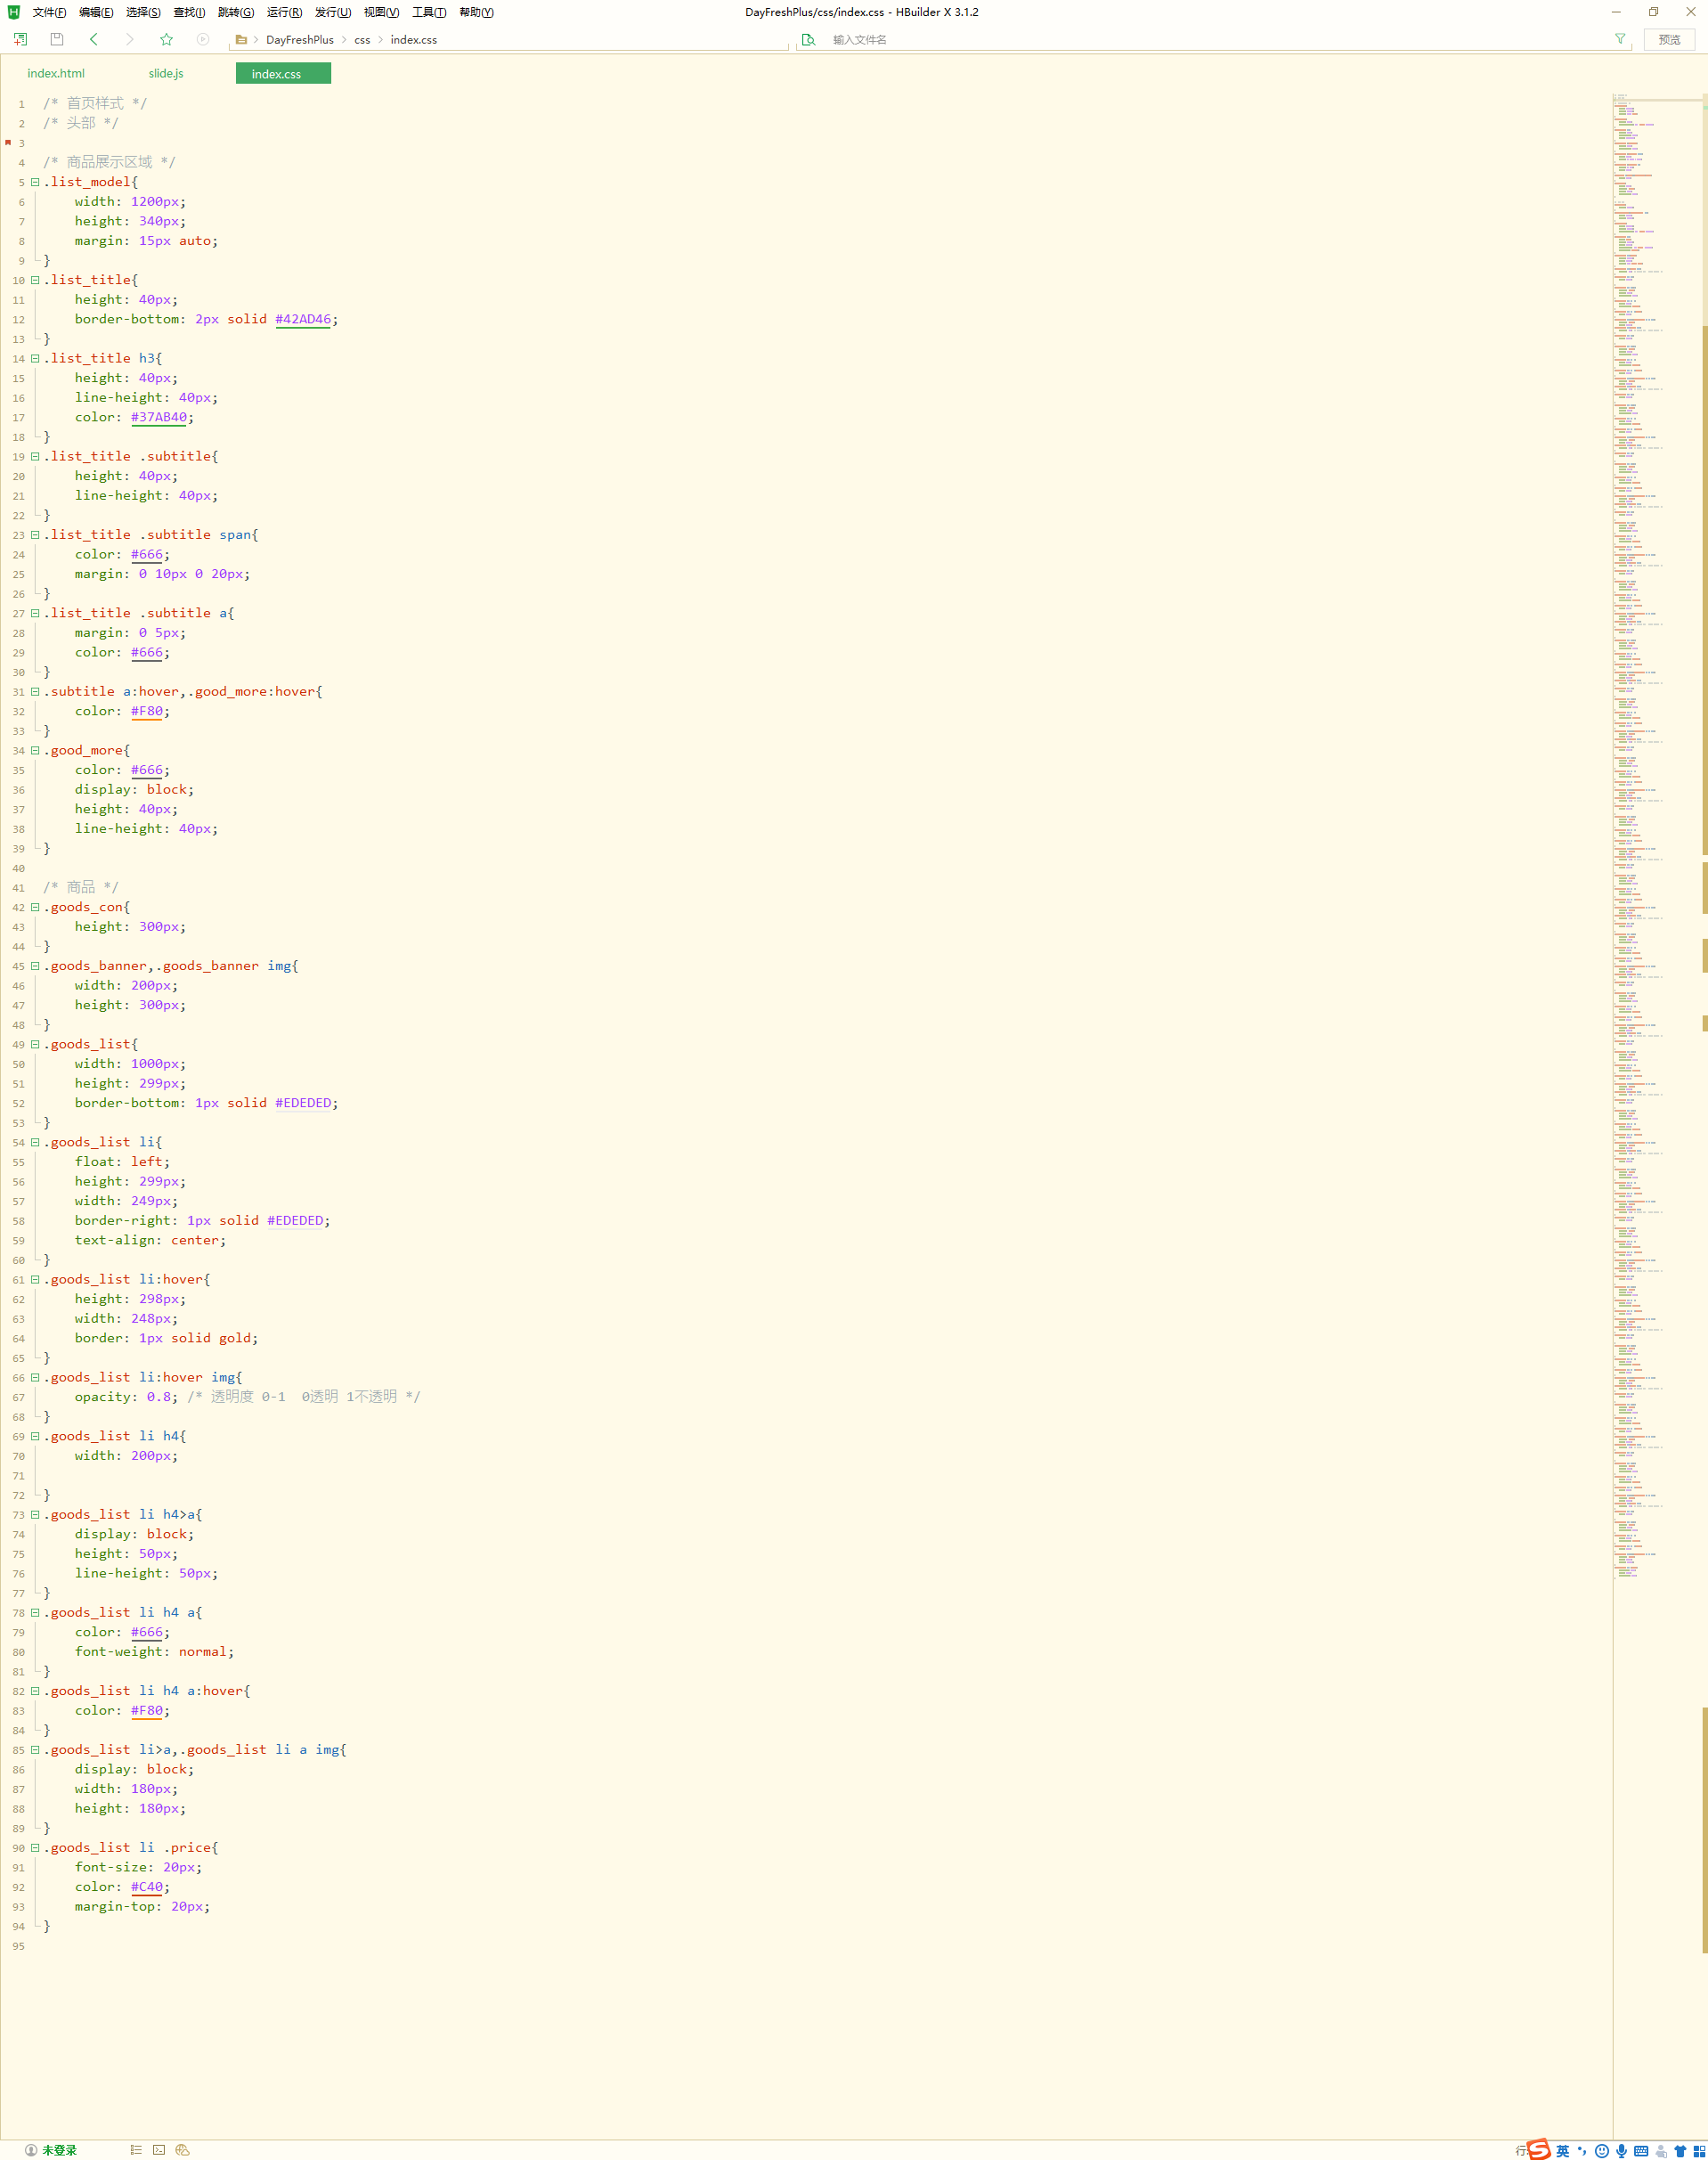 文件(F) 编辑(E) 选择(S) 查找(I) 跳转(G) 运行(R) 发行(U) 视图(V) 工具(T) 帮助(Y) DayFreshPlus/css/index.css - HBuilder X 3.1.2
DayFreshPlus css index.css 输入文件名 预览
index.html slide.js index.css
1 /* 首页样式 */
2 /* 头部 */
3
4 /* 商品展示区域 */
5 .list_model{
6 width: 1200px;
7 height: 340px;
8 margin: 15px auto;
9 }
10 .list_title{
11 height: 40px;
12 border-bottom: 2px solid #42AD46;
13 }
14 .list_title h3{
15 height: 40px;
16 line-height: 40px;
17 color: #37AB40;
18 }
19 .list_title .subtitle{
20 height: 40px;
21 line-height: 40px;
22 }
23 .list_title .subtitle span{
24 color: #666;
25 margin: 0 10px 0 20px;
26 }
27 .list_title .subtitle a{
28 margin: 0 5px;
29 color: #666;
30 }
31 .subtitle a:hover,.good_more:hover{
32 color: #F80;
33 }
34 .good_more{
35 color: #666;
36 display: block;
37 height: 40px;
38 line-height: 40px;
39 }
40
41 /* 商品 */
42 .goods_con{
43 height: 300px;
44 }
45 .goods_banner,.goods_banner img{
46 width: 200px;
47 height: 300px;
48 }
49 .goods_list{
50 width: 1000px;
51 height: 299px;
52 border-bottom: 1px solid #EDEDED;
53 }
54 .goods_list li{
55 float: left;
56 height: 299px;
57 width: 249px;
58 border-right: 1px solid #EDEDED;
59 text-align: center;
60 }
61 .goods_list li:hover{
62 height: 298px;
63 width: 248px;
64 border: 1px solid gold;
65 }
66 .goods_list li:hover img{
67 opacity: 0.8; /* 透明度 0-1  0透明 1不透明 */
68 }
69 .goods_list li h4{
70 width: 200px;
71
72 }
73 .goods_list li h4>a{
74 display: block;
75 height: 50px;
76 line-height: 50px;
77 }
78 .goods_list li h4 a{
79 color: #666;
80 font-weight: normal;
81 }
82 .goods_list li h4 a:hover{
83 color: #F80;
84 }
85 .goods_list li>a,.goods_list li a img{
86 display: block;
87 width: 180px;
88 height: 180px;
89 }
90 .goods_list li .price{
91 font-size: 20px;
92 color: #C40;
93 margin-top: 20px;
94 }
95
未登录 行: 英